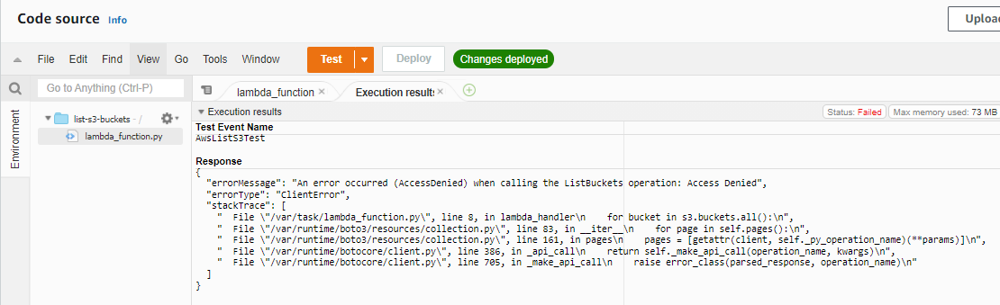 Code source Info
Upload
File Edit Find View Go Tools Window Test Deploy Changes deployed
Go to Anything (Ctrl-P)
lambda_function × Execution results ×
Environment
list-s3-buckets - /
lambda_function.py
Execution results
Status: Failed Max memory used: 73 MB
Test Event Name
AwsListS3Test
Response
{
"errorMessage": "An error occurred (AccessDenied) when calling the ListBuckets operation: Access Denied",
"errorType": "ClientError",
"stackTrace": [
"  File \"/var/task/lambda_function.py\", line 8, in lambda_handler\n    for bucket in s3.buckets.all():\n",
"  File \"/var/runtime/boto3/resources/collection.py\", line 83, in __iter__\n    for page in self.pages():\n",
"  File \"/var/runtime/boto3/resources/collection.py\", line 161, in pages\n    pages = [getattr(client, self._py_operation_name)(**params)]\n",
"  File \"/var/runtime/botocore/client.py\", line 386, in _api_call\n    return self._make_api_call(operation_name, kwargs)\n",
"  File \"/var/runtime/botocore/client.py\", line 705, in _make_api_call\n    raise error_class(parsed_response, operation_name)\n"
]
}